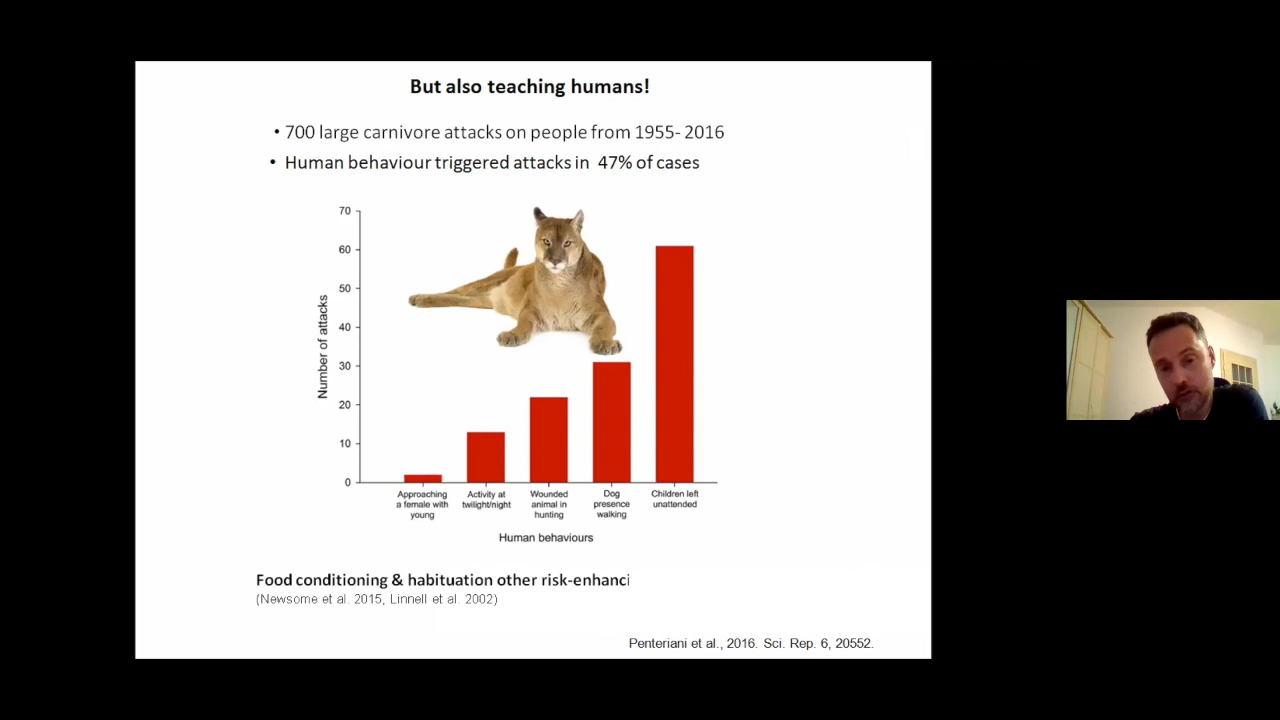 But also teaching humans!
• 700 large carnivore attacks on people from 1955- 2016
• Human behaviour triggered attacks in 47% of cases
70
60
50
40
30
20
10
0
Number of attacks
Approaching
a female with
young
Activity at
twilight/night
Wounded
animal in
hunting
Dog
presence
walking
Children left
unattended
Human behaviours
Food conditioning & habituation other risk-enhanci
(Newsome et al. 2015, Linnell et al. 2002)
Penteriani et al., 2016. Sci. Rep. 6, 20552.